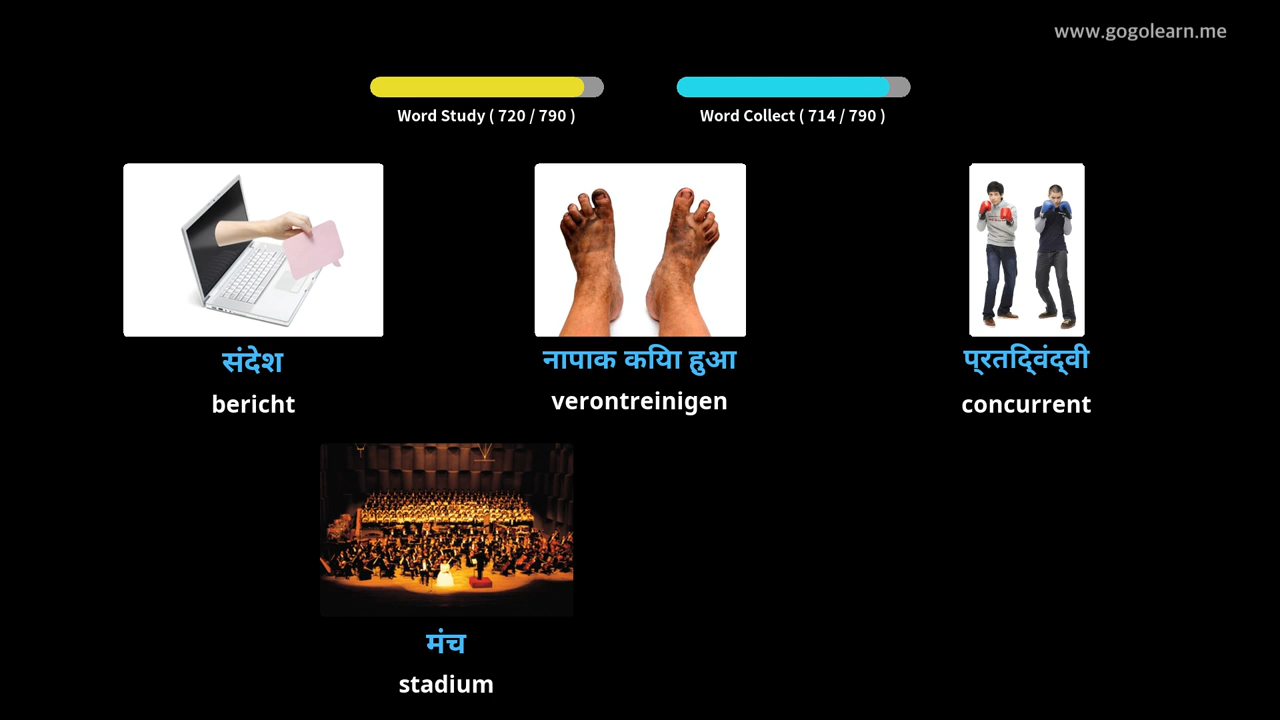 www.gogolearn.me
Word Study ( 720 / 790 )
Word Collect ( 714 / 790 )
संदेश
bericht
नापाक कयिा हुआ
verontreinigen
प्रतद्विंद्वी
concurrent
मंच
stadium